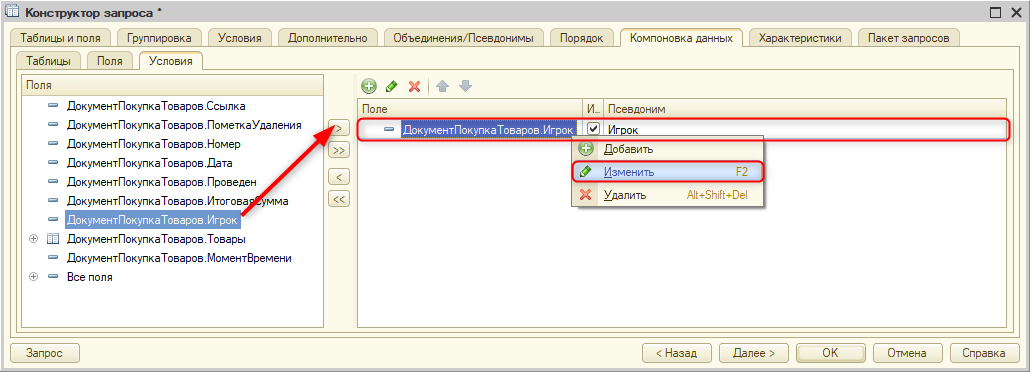 Конструктор запроса *
Таблицы и поля Группировка Условия Дополнительно Объединения/Псевдонимы Порядок Компоновка данных Характеристики Пакет запросов
Таблицы Поля Условия
Поля
ДокументПокупкаТоваров.Ссылка
ДокументПокупкаТоваров.ПометкаУдаления
ДокументПокупкаТоваров.Номер
ДокументПокупкаТоваров.Дата
ДокументПокупкаТоваров.Проведен
ДокументПокупкаТоваров.ИтоговаяСумма
ДокументПокупкаТоваров.Игрок
ДокументПокупкаТоваров.Товары
ДокументПокупкаТоваров.МоментВремени
Все поля
>
>>
<
<<
Поле И... Псевдоним
ДокументПокупкаТоваров.Игрок Игрок
Добавить
Изменить F2
Удалить Alt+Shift+Del
Запрос < Назад Далее > OK Отмена Справка